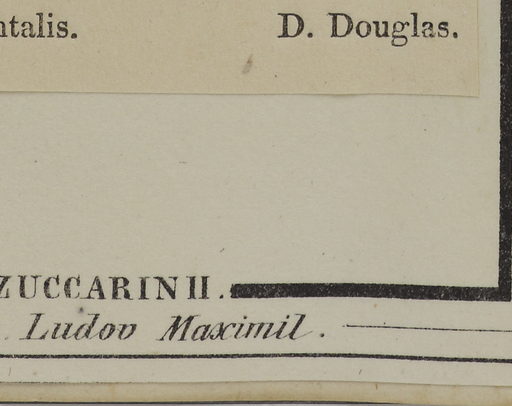 ntalis. D. Douglas.
ZUCCARINII.
. Ludov Maximil.